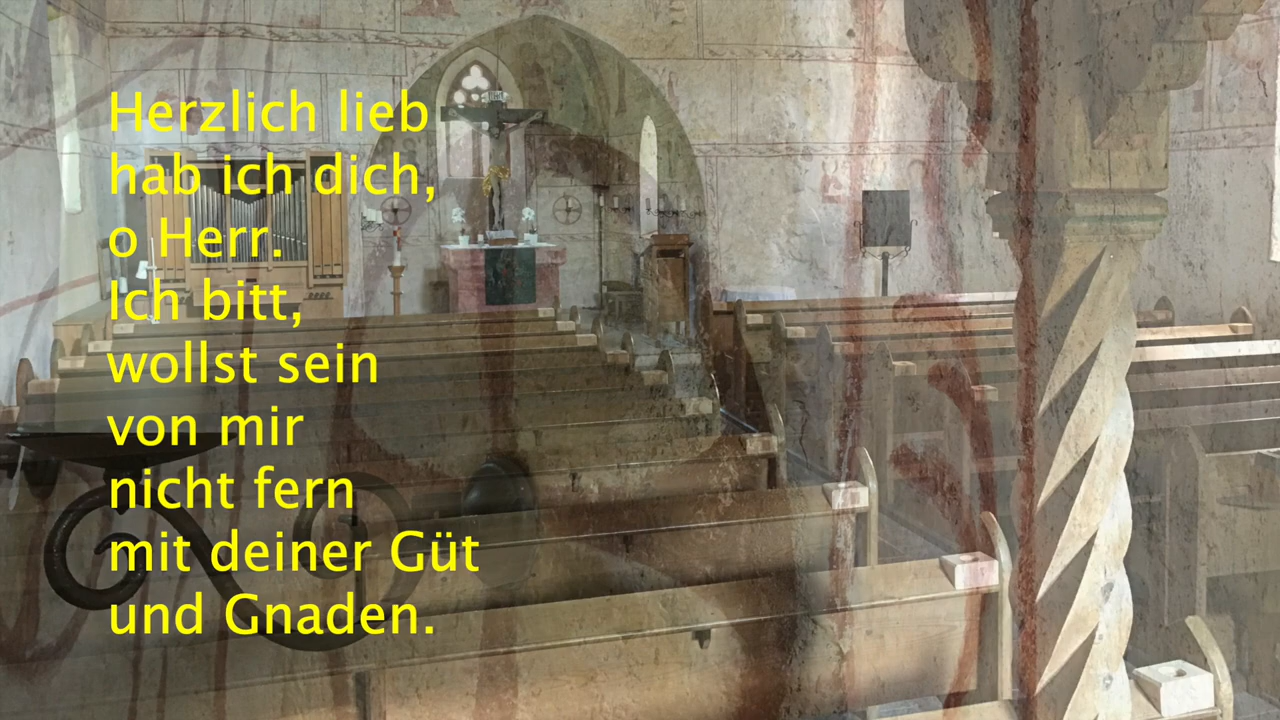 Herzlich lieb
hab ich dich,
o Herr.
Ich bitt,
wollst sein
von mir
nicht fern
mit deiner Güt
und Gnaden.